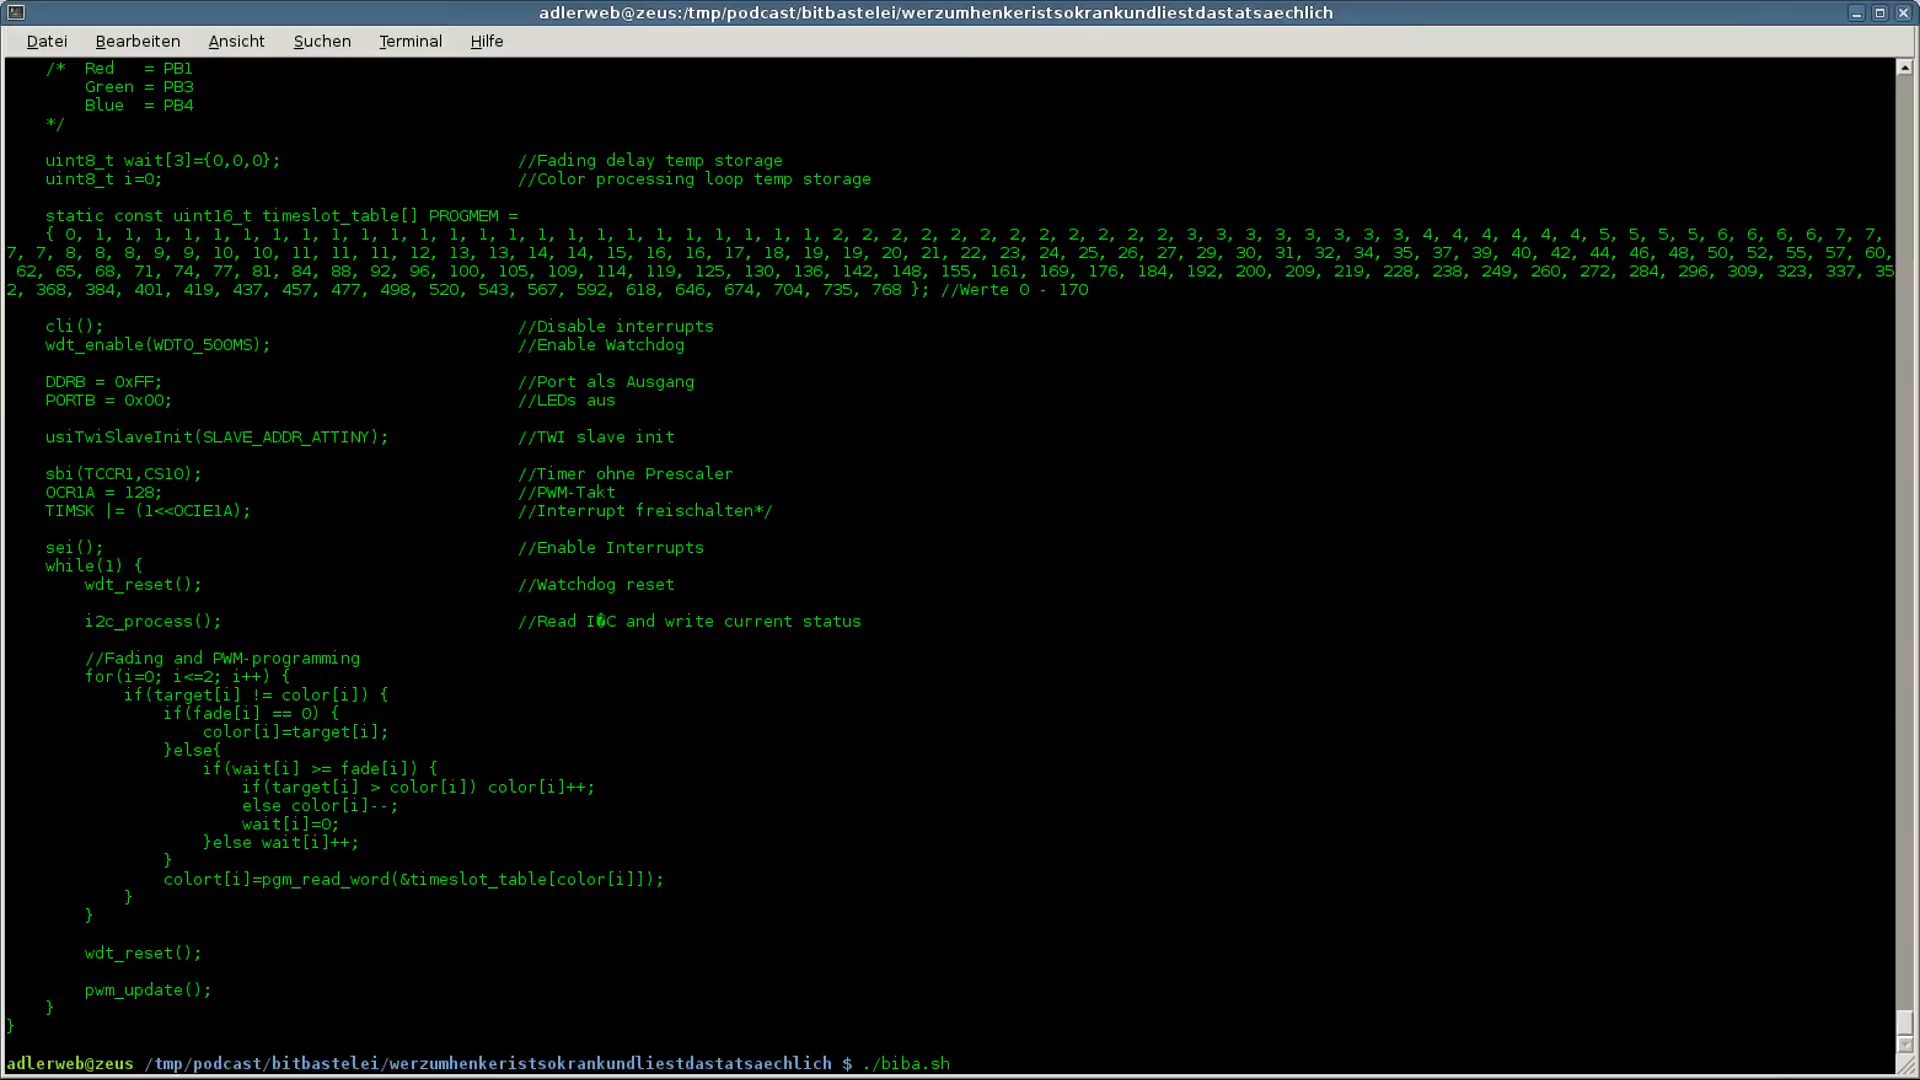 adlerweb@zeus:/tmp/podcast/bitbastelei/werzumhenkeristsokrankundliestdastatsaechlich
Datei Bearbeiten Ansicht Suchen Terminal Hilfe
/*  Red   = PB1
Green = PB3
Blue  = PB4
*/
uint8_t wait[3]={0,0,0}; //Fading delay temp storage
uint8_t i=0; //Color processing loop temp storage
static const uint16_t timeslot_table[] PROGMEM =
{ 0, 1, 1, 1, 1, 1, 1, 1, 1, 1, 1, 1, 1, 1, 1, 1, 1, 1, 1, 1, 1, 1, 1, 1, 1, 1, 2, 2, 2, 2, 2, 2, 2, 2, 2, 2, 2, 2, 3, 3, 3, 3, 3, 3, 3, 3, 4, 4, 4, 4, 4, 4, 5, 5, 5, 5, 6, 6, 6, 6, 7, 7,
7, 7, 8, 8, 8, 9, 9, 10, 10, 11, 11, 11, 12, 13, 13, 14, 14, 15, 16, 16, 17, 18, 19, 19, 20, 21, 22, 23, 24, 25, 26, 27, 29, 30, 31, 32, 34, 35, 37, 39, 40, 42, 44, 46, 48, 50, 52, 55, 57, 60,
62, 65, 68, 71, 74, 77, 81, 84, 88, 92, 96, 100, 105, 109, 114, 119, 125, 130, 136, 142, 148, 155, 161, 169, 176, 184, 192, 200, 209, 219, 228, 238, 249, 260, 272, 284, 296, 309, 323, 337, 35
2, 368, 384, 401, 419, 437, 457, 477, 498, 520, 543, 567, 592, 618, 646, 674, 704, 735, 768 }; //Werte 0 - 170
cli(); //Disable interrupts
wdt_enable(WDTO_500MS); //Enable Watchdog
DDRB = 0xFF; //Port als Ausgang
PORTB = 0x00; //LEDs aus
usiTwiSlaveInit(SLAVE_ADDR_ATTINY); //TWI slave init
sbi(TCCR1,CS10); //Timer ohne Prescaler
OCR1A = 128; //PWM-Takt
TIMSK |= (1<<OCIE1A); //Interrupt freischalten*/
sei(); //Enable Interrupts
while(1) {
wdt_reset(); //Watchdog reset
i2c_process(); //Read I�C and write current status
//Fading and PWM-programming
for(i=0; i<=2; i++) {
if(target[i] != color[i]) {
if(fade[i] == 0) {
color[i]=target[i];
}else{
if(wait[i] >= fade[i]) {
if(target[i] > color[i]) color[i]++;
else color[i]--;
wait[i]=0;
}else wait[i]++;
}
colort[i]=pgm_read_word(&timeslot_table[color[i]]);
}
}
wdt_reset();
pwm_update();
}
}
adlerweb@zeus /tmp/podcast/bitbastelei/werzumhenkeristsokrankundliestdastatsaechlich $ ./biba.sh